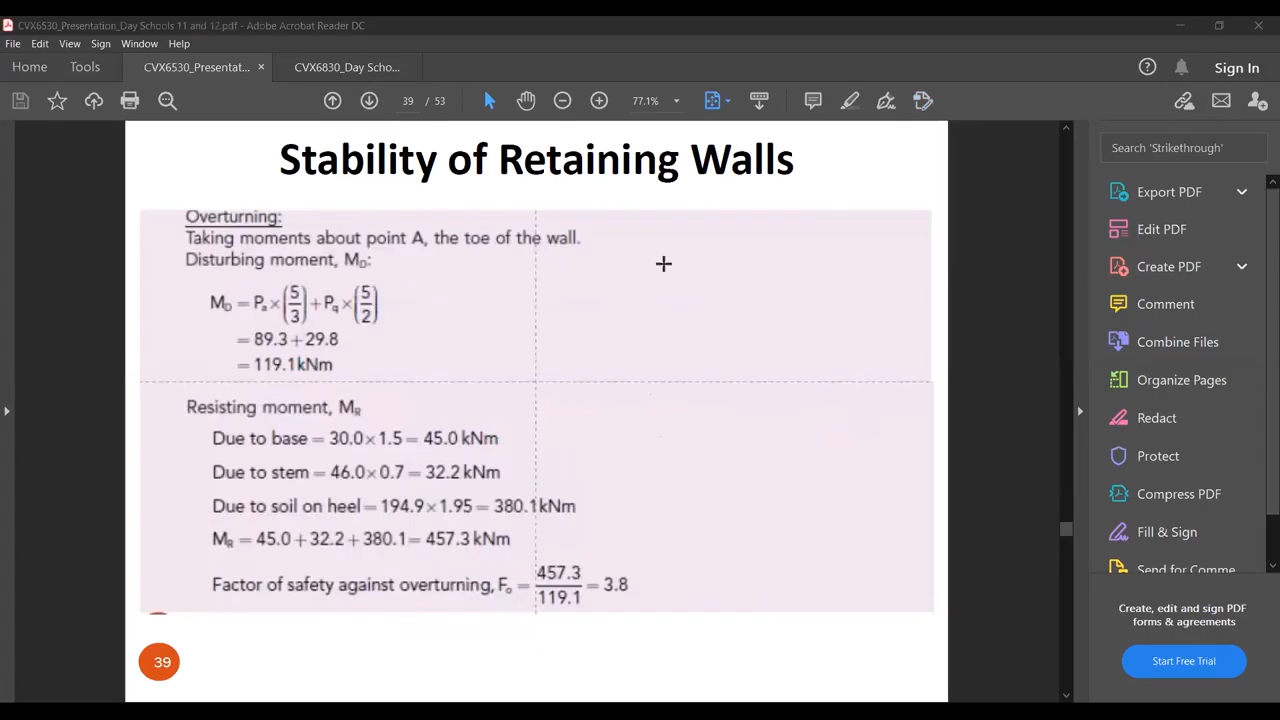 CVX6530_Presentation_Day Schools 11 and 12.pdf - Adobe Acrobat Reader DC
File Edit View Sign Window Help
Home Tools CVX6530_Presentat... × CVX6830_Day Scho... Sign In
39 / 53 77.1%
Stability of Retaining Walls
Overturning:
Taking moments about point A, the toe of the wall.
Disturbing moment, M_D:
M_D = P_a × (5/3) + P_q × (5/2)
= 89.3 + 29.8
= 119.1 kNm
Resisting moment, M_R
Due to base = 30.0 × 1.5 = 45.0 kNm
Due to stem = 46.0 × 0.7 = 32.2 kNm
Due to soil on heel = 194.9 × 1.95 = 380.1 kNm
M_R = 45.0 + 32.2 + 380.1 = 457.3 kNm
Factor of safety against overturning, F_o = 457.3/119.1 = 3.8
39
Search 'Strikethrough'
Export PDF
Edit PDF
Create PDF
Comment
Combine Files
Organize Pages
Redact
Protect
Compress PDF
Fill & Sign
Send for Comme
Create, edit and sign PDF
forms & agreements
Start Free Trial